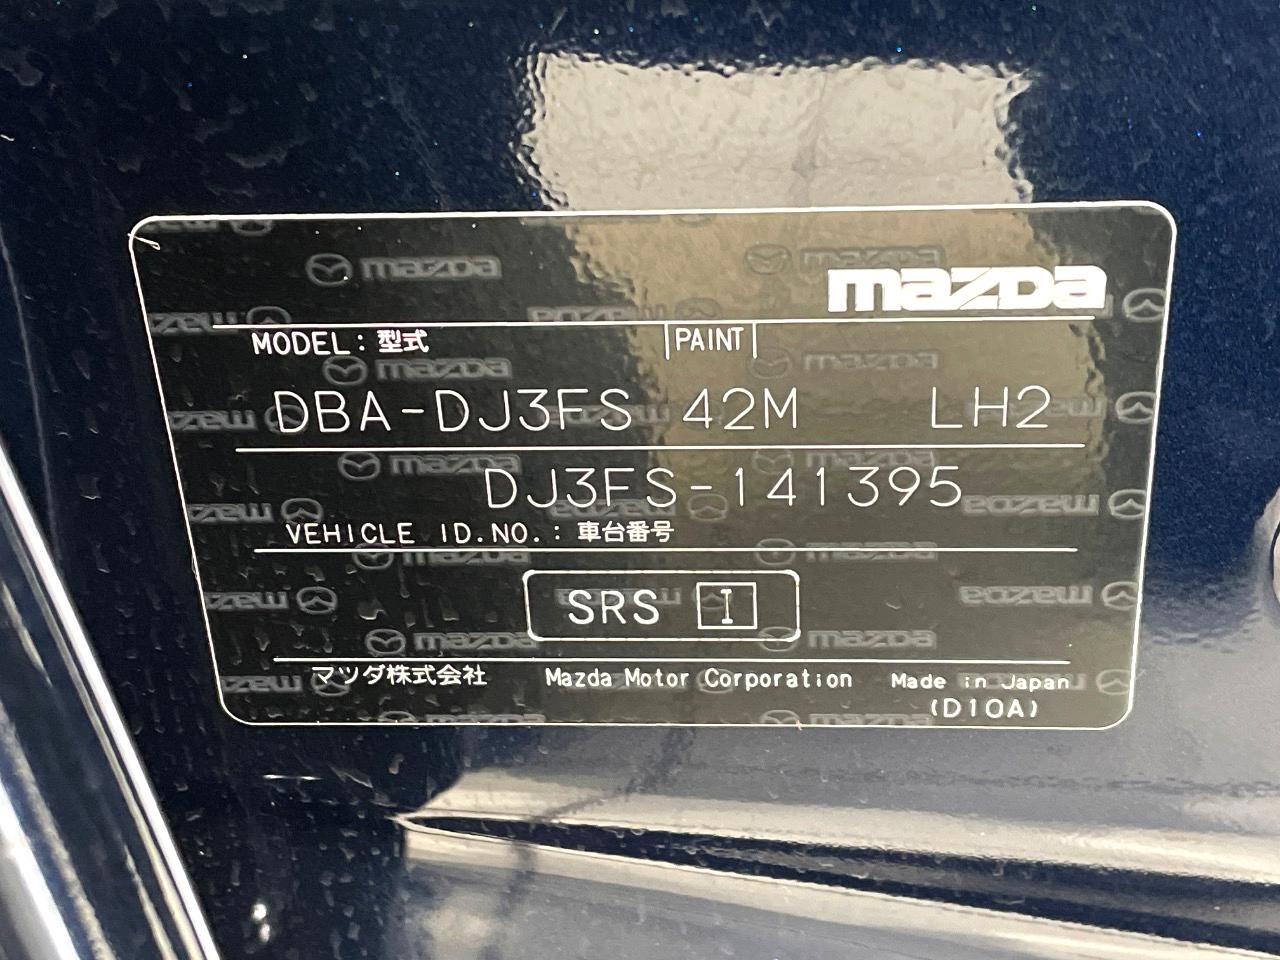 mazda
MODEL: 型式 PAINT
DBA-DJ3FS 42M LH2
DJ3FS-141395
VEHICLE ID.NO.: 車台番号
SRS I
マツダ株式会社 Mazda Motor Corporation Made in Japan
(D10A)